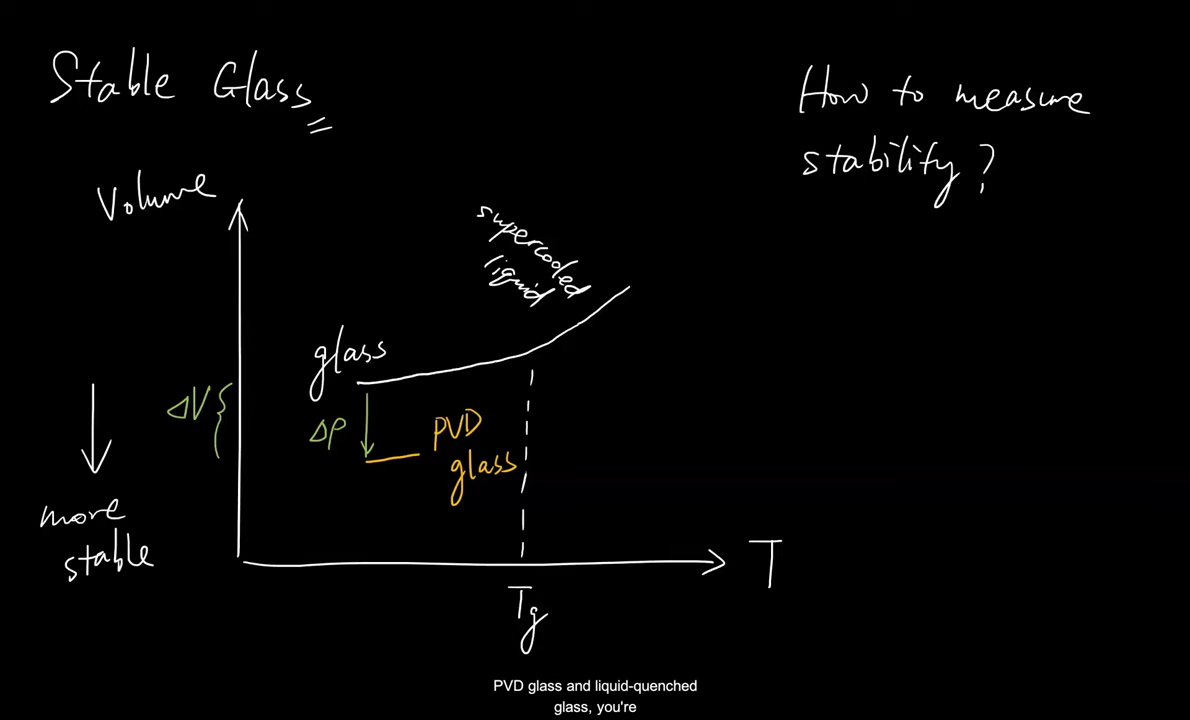 Stable Glass
How to measure
stability?
Volume
supercooled
liquid
glass
ΔV
ΔP
PVD
glass
more
stable
T
Tg
PVD glass and liquid-quenched
glass, you're